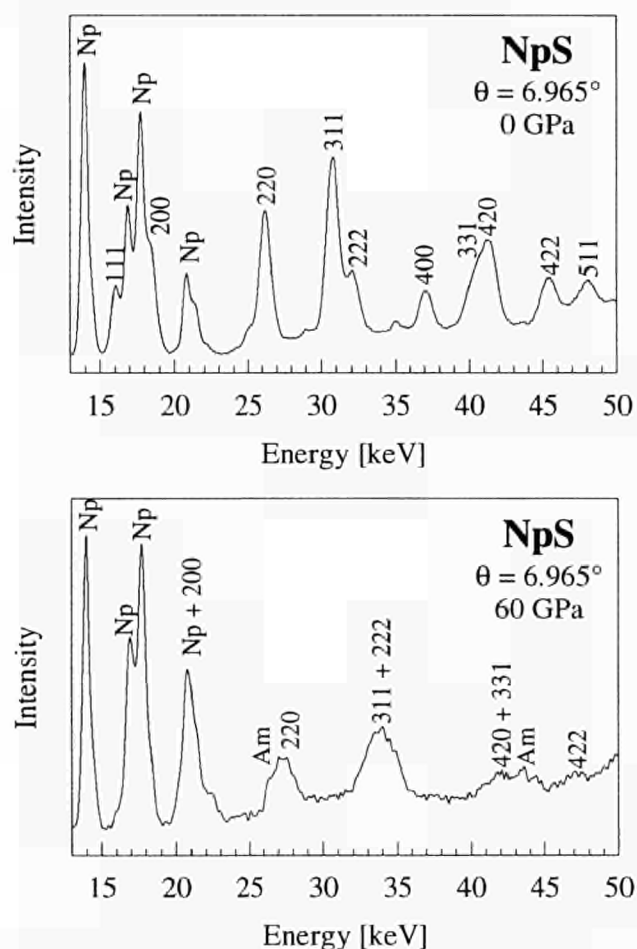 NpS
θ = 6.965°
0 GPa
Np
111
Np
Np
200
Np
220
311
222
400
331
420
422
511
Intensity
15 20 25 30 35 40 45 50
Energy [keV]
NpS
θ = 6.965°
60 GPa
Np
Np
Np
Np + 200
Am
220
311 + 222
420 + 331
Am
422
Intensity
15 20 25 30 35 40 45 50
Energy [keV]